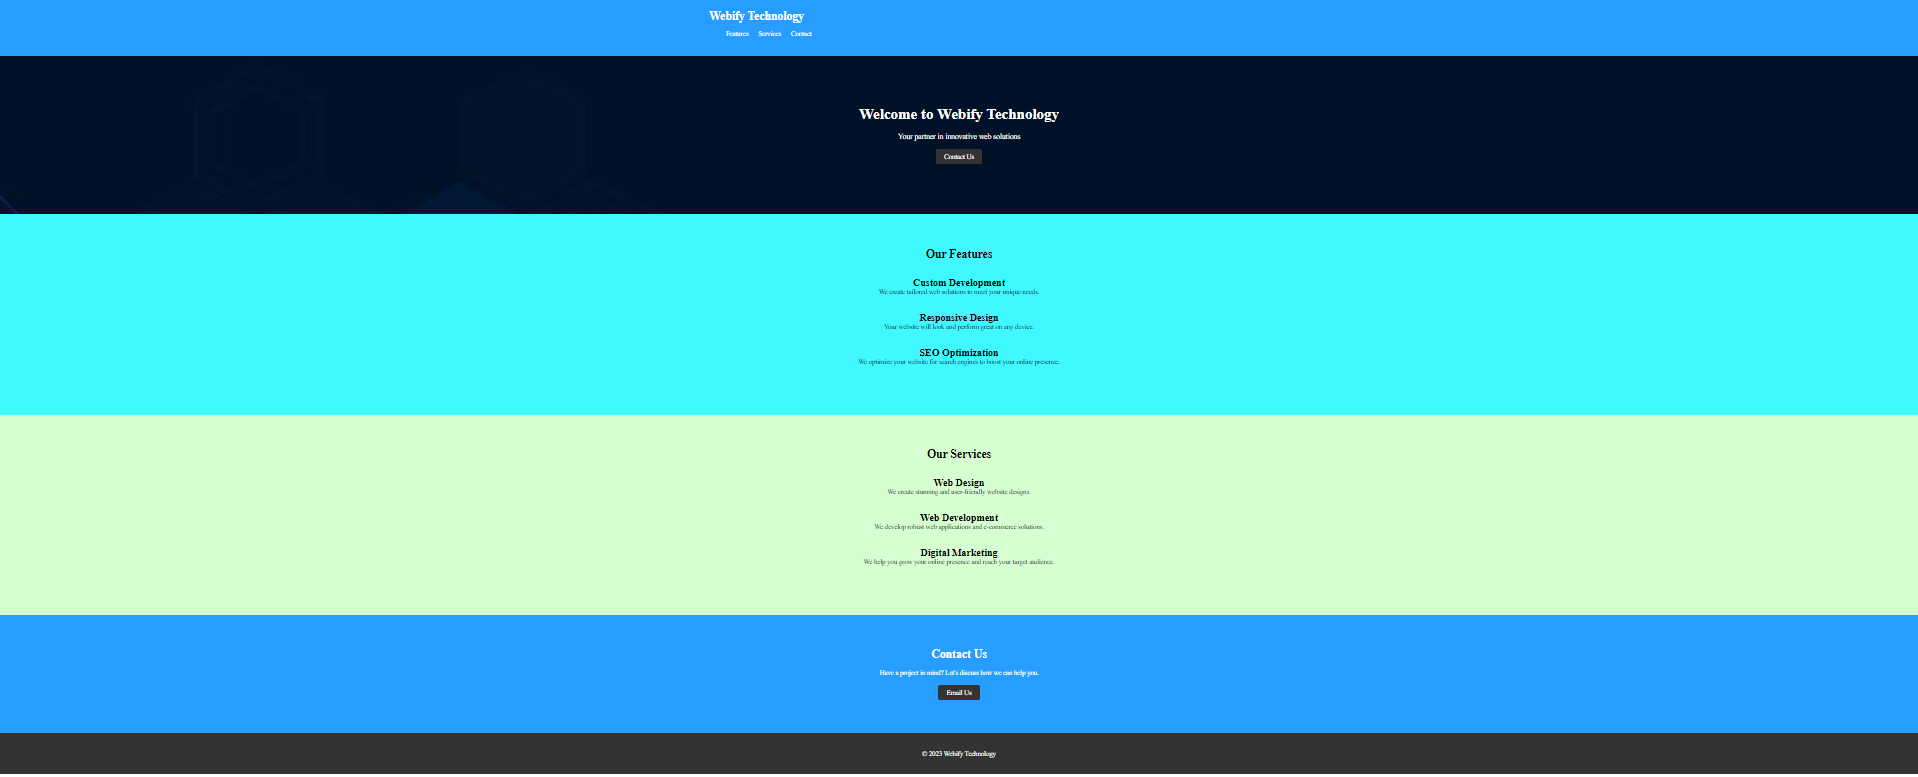 Webify Technology
Features Services Contact
Welcome to Webify Technology
Your partner in innovative web solutions
Contact Us
Our Features
Custom Development
We create tailored web solutions to meet your unique needs.
Responsive Design
Your website will look and perform great on any device.
SEO Optimization
We optimize your website for search engines to boost your online presence.
Our Services
Web Design
We create stunning and user-friendly website designs.
Web Development
We develop robust web applications and e-commerce solutions.
Digital Marketing
We help you grow your online presence and reach your target audience.
Contact Us
Have a project in mind? Let's discuss how we can help you.
Email Us
© 2023 Webify Technology